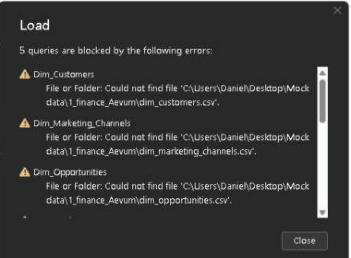 Load
5 queries are blocked by the following errors:
Dim_Customers
File or Folder: Could not find file 'C:\Users\Daniel\Desktop\Mock
data\1_finance_Aevum\dim_customers.csv'.
Dim_Marketing_Channels
File or Folder: Could not find file 'C:\Users\Daniel\Desktop\Mock
data\1_finance_Aevum\dim_marketing_channels.csv'.
Dim_Opportunities
File or Folder: Could not find file 'C:\Users\Daniel\Desktop\Mock
data\1_finance_Aevum\dim_opportunities.csv'.
Close